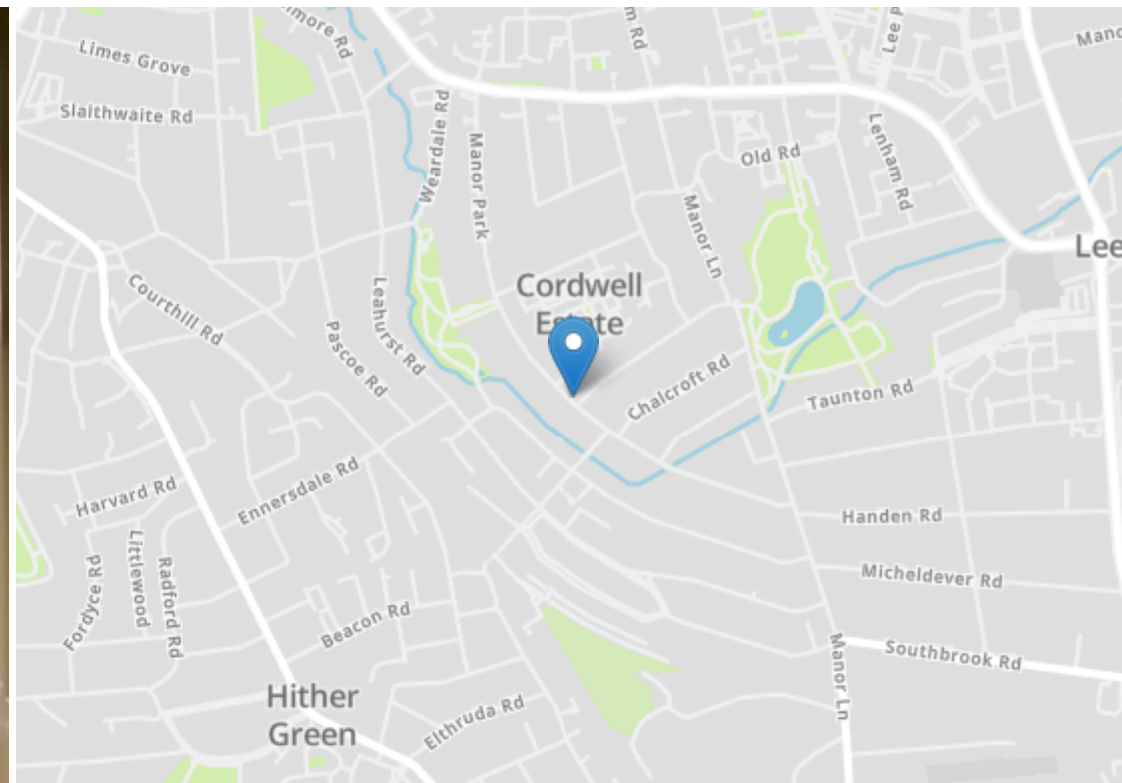 Limes Grove
Slaithwaite Rd
Weardale Rd
Manor Park
Old Rd
Lenham Rd
Manor Ln
Lee
Cordwell
Estate
Courthill Rd
Leahurst Rd
Pascoe Rd
Chalcroft Rd
Taunton Rd
Harvard Rd
Ennersdale Rd
Handen Rd
Micheldever Rd
Fordyce Rd
Littlewood
Radford Rd
Beacon Rd
Manor Ln
Southbrook Rd
Hither
Green
Elthruda Rd